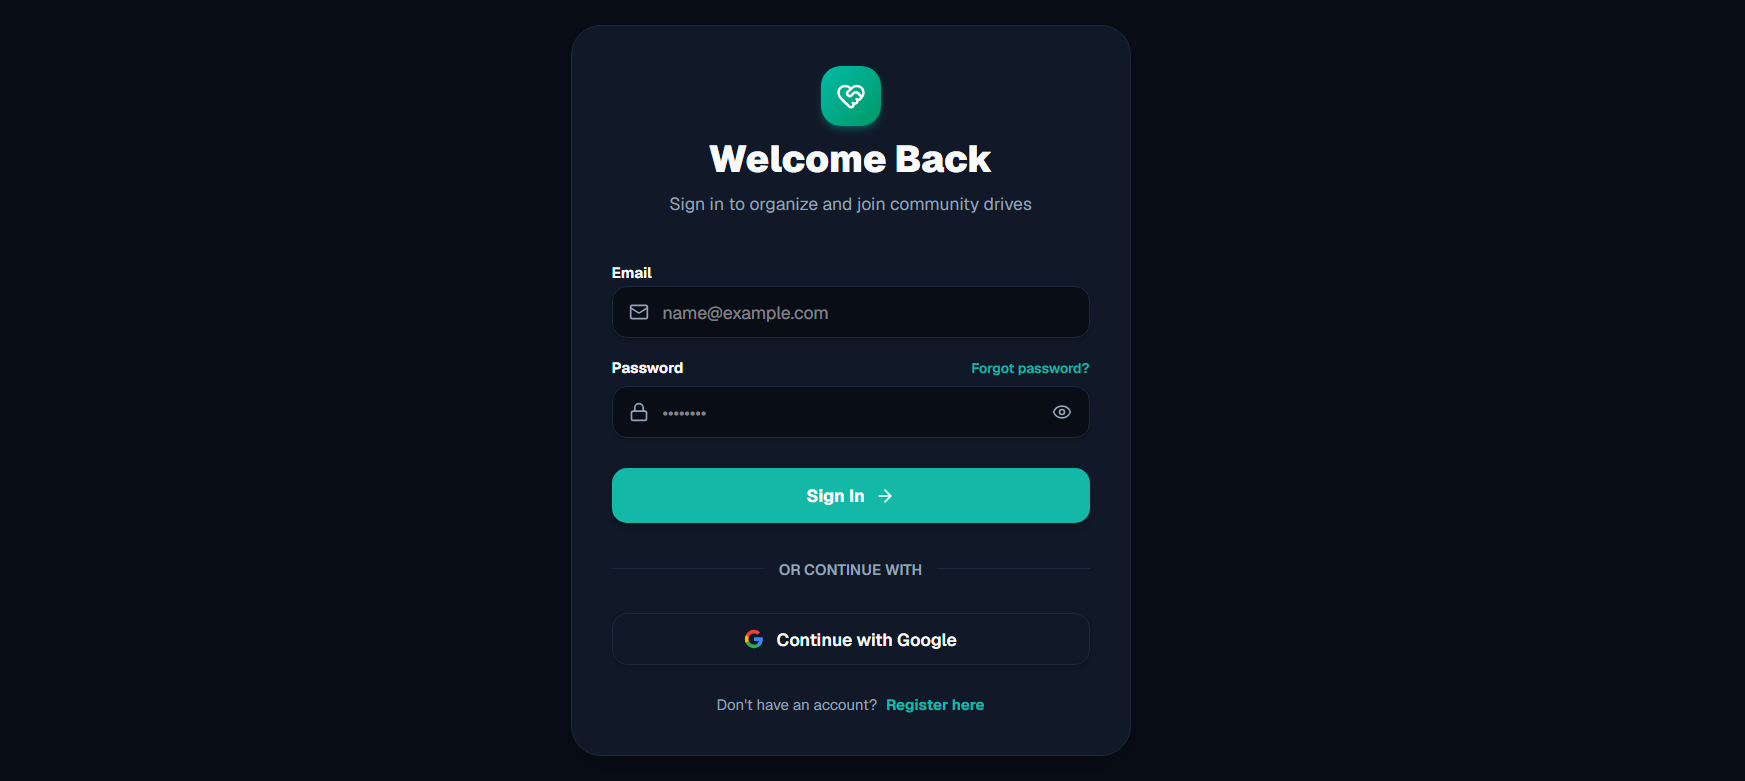 Welcome Back
Sign in to organize and join community drives
Email
name@example.com
Password Forgot password?
••••••••
Sign In →
OR CONTINUE WITH
Continue with Google
Don't have an account? Register here